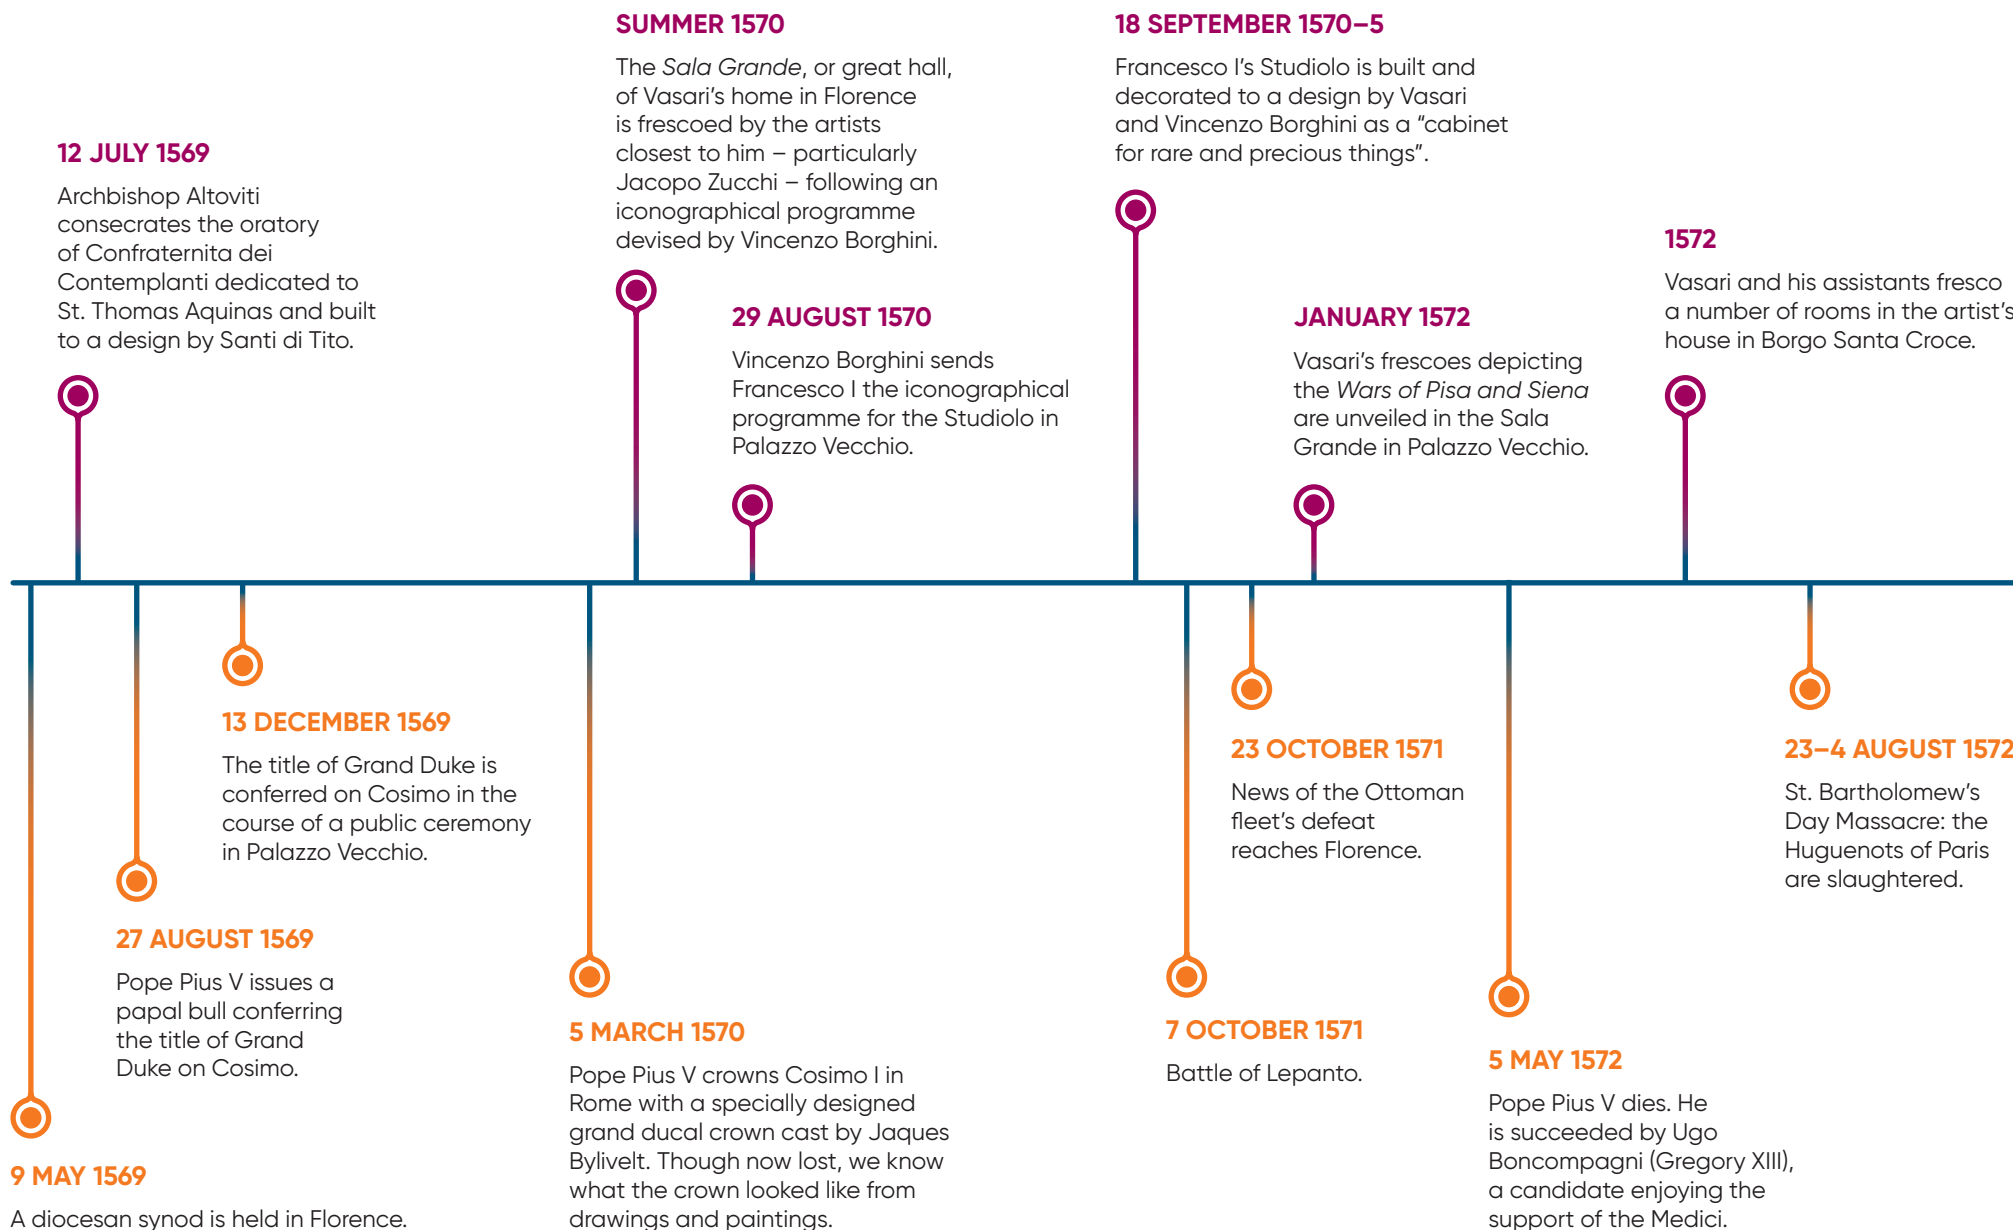 SUMMER 1570
The Sala Grande, or great hall,
of Vasari's home in Florence
is frescoed by the artists
closest to him – particularly
Jacopo Zucchi – following an
iconographical programme
devised by Vincenzo Borghini.
18 SEPTEMBER 1570–5
Francesco I's Studiolo is built and
decorated to a design by Vasari
and Vincenzo Borghini as a “cabinet
for rare and precious things”.
12 JULY 1569
Archbishop Altoviti
consecrates the oratory
of Confraternita dei
Contemplanti dedicated to
St. Thomas Aquinas and built
to a design by Santi di Tito.
1572
Vasari and his assistants fresco
a number of rooms in the artist's
house in Borgo Santa Croce.
29 AUGUST 1570
Vincenzo Borghini sends
Francesco I the iconographical
programme for the Studiolo in
Palazzo Vecchio.
JANUARY 1572
Vasari's frescoes depicting
the Wars of Pisa and Siena
are unveiled in the Sala
Grande in Palazzo Vecchio.
13 DECEMBER 1569
The title of Grand Duke is
conferred on Cosimo in the
course of a public ceremony
in Palazzo Vecchio.
23 OCTOBER 1571
News of the Ottoman
fleet's defeat
reaches Florence.
23–4 AUGUST 1572
St. Bartholomew's
Day Massacre: the
Huguenots of Paris
are slaughtered.
27 AUGUST 1569
Pope Pius V issues a
papal bull conferring
the title of Grand
Duke on Cosimo.
5 MARCH 1570
Pope Pius V crowns Cosimo I in
Rome with a specially designed
grand ducal crown cast by Jaques
Bylivelt. Though now lost, we know
what the crown looked like from
drawings and paintings.
7 OCTOBER 1571
Battle of Lepanto.
5 MAY 1572
Pope Pius V dies. He
is succeeded by Ugo
Boncompagni (Gregory XIII),
a candidate enjoying the
support of the Medici.
9 MAY 1569
A diocesan synod is held in Florence.